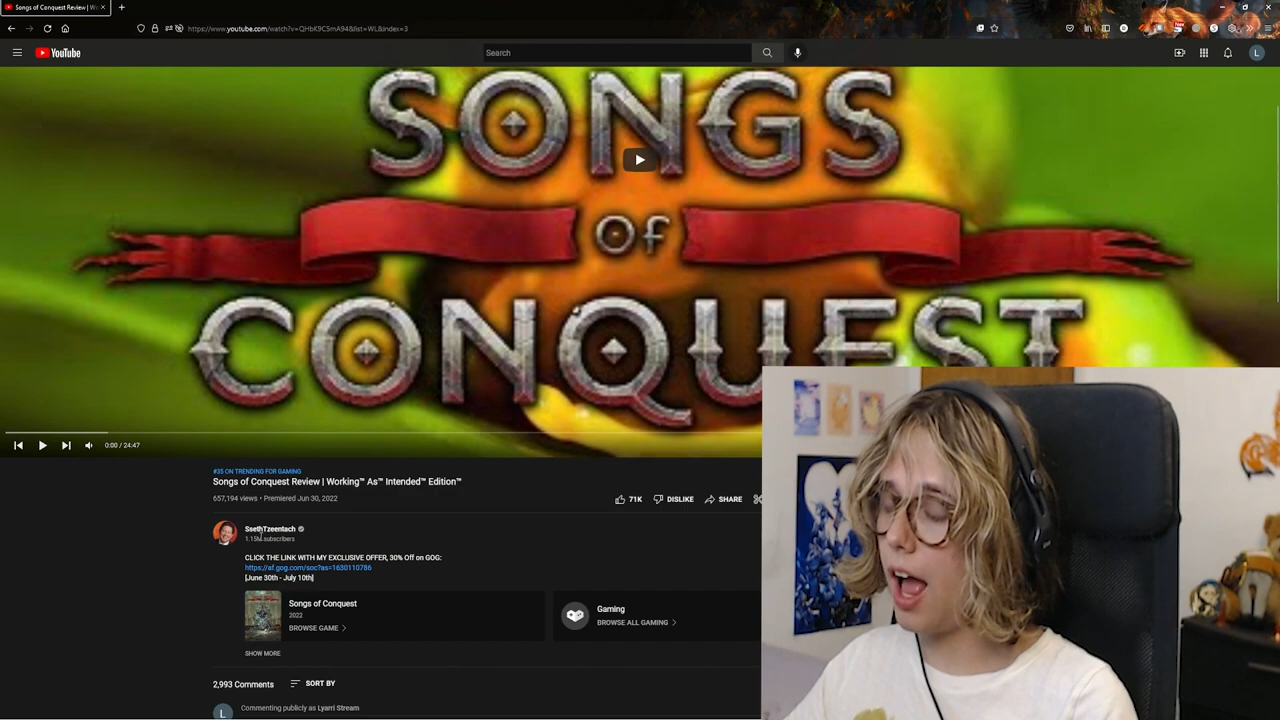 Songs of Conquest Review | W
https://www.youtube.com/watch?v=QHbK9C5mA94&list=WL&index=3
YouTube
Search
L
SONGS
OF
CONQUEST
0:00 / 24:47
#35 ON TRENDING FOR GAMING
Songs of Conquest Review | Working™ As™ Intended™ Edition™
657,194 views • Premiered Jun 30, 2022
71K
DISLIKE
SHARE
SsethTzeentach
1.15M subscribers
CLICK THE LINK WITH MY EXCLUSIVE OFFER, 30% Off on GOG:
https://af.gog.com/soc?as=1630110786
[June 30th - July 10th]
Songs of Conquest
2022
BROWSE GAME
Gaming
BROWSE ALL GAMING
SHOW MORE
2,993 Comments
SORT BY
L
Commenting publicly as Lyarri Stream